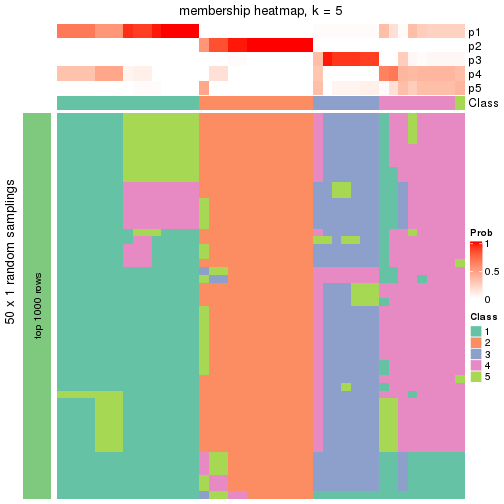 membership heatmap, k = 5
p1
p2
p3
p4
p5
Class
50 x 1 random samplings
top 1000 rows
Prob
1
0.5
0
Class
1
2
3
4
5